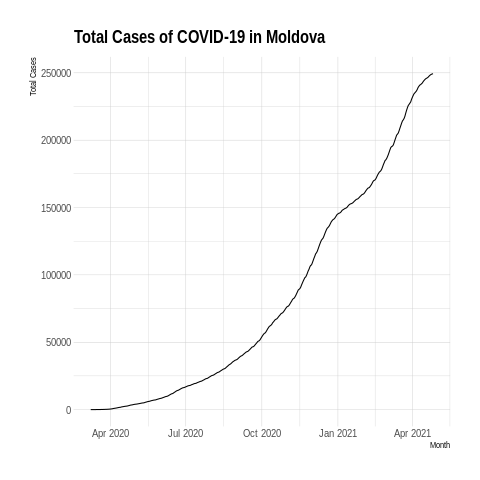 Total Cases of COVID-19 in Moldova
Total Cases
250000
200000
150000
100000
50000
0
Apr 2020 Jul 2020 Oct 2020 Jan 2021 Apr 2021
Month